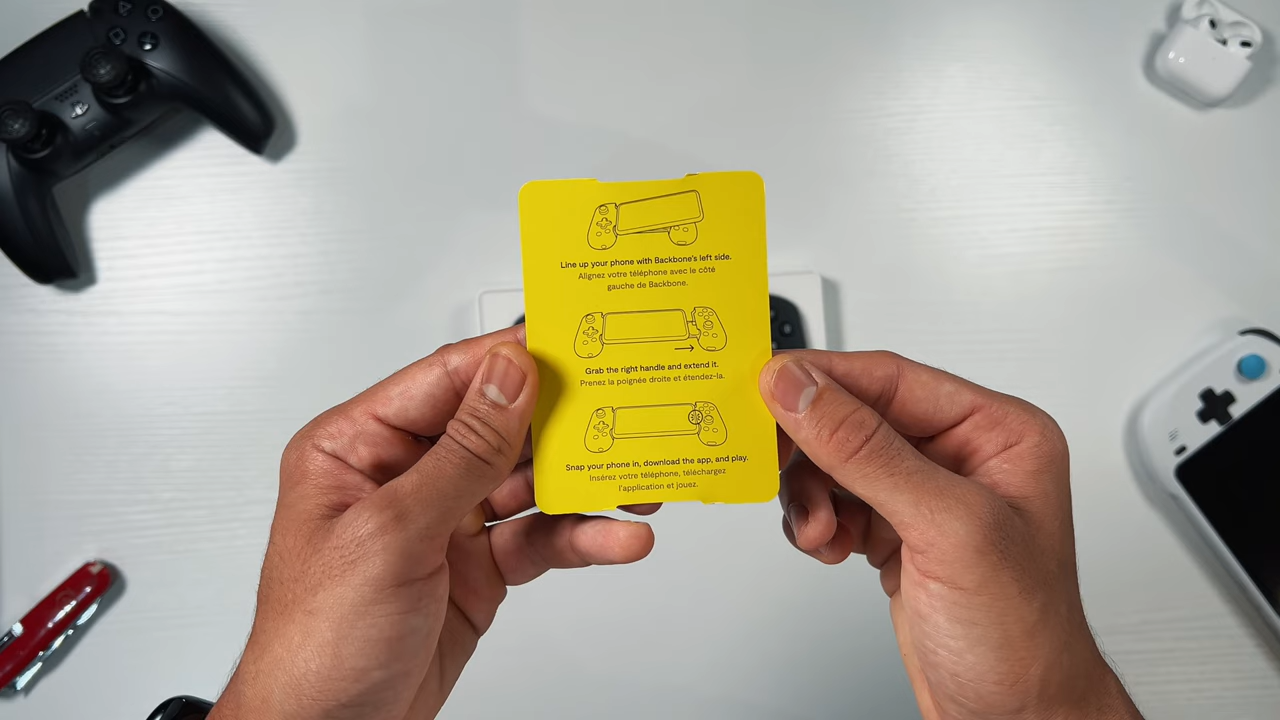 Line up your phone with Backbone's left side.
Alignez votre téléphone avec le côté
gauche de Backbone.
Grab the right handle and extend it.
Prenez la poignée droite et étendez-la.
Snap your phone in, download the app, and play.
Insérez votre téléphone, téléchargez
l'application et jouez.